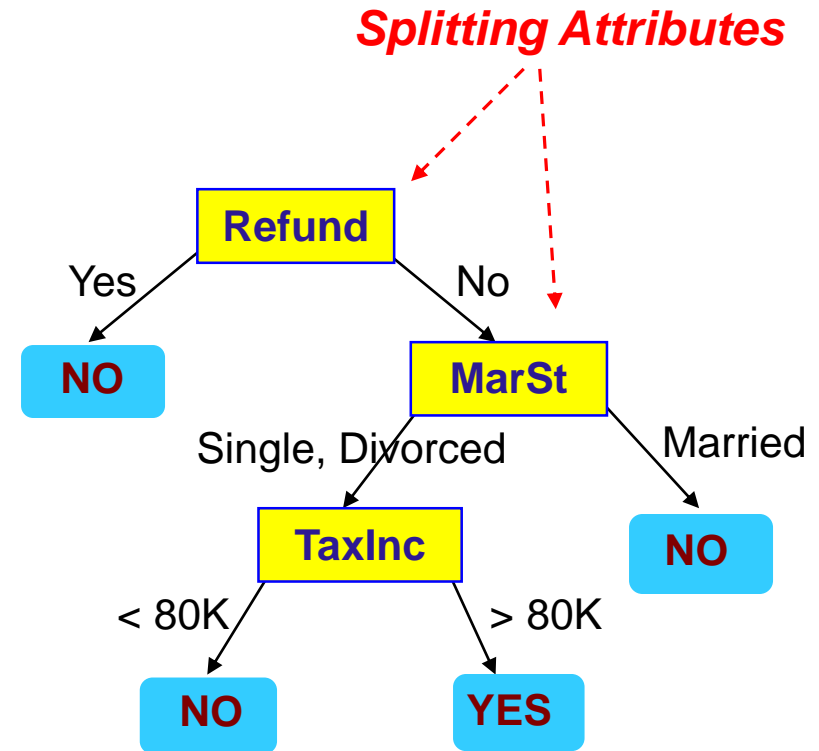 Splitting Attributes
Refund
Yes
No
NO
MarSt
Single, Divorced
Married
TaxInc
NO
< 80K
> 80K
NO
YES